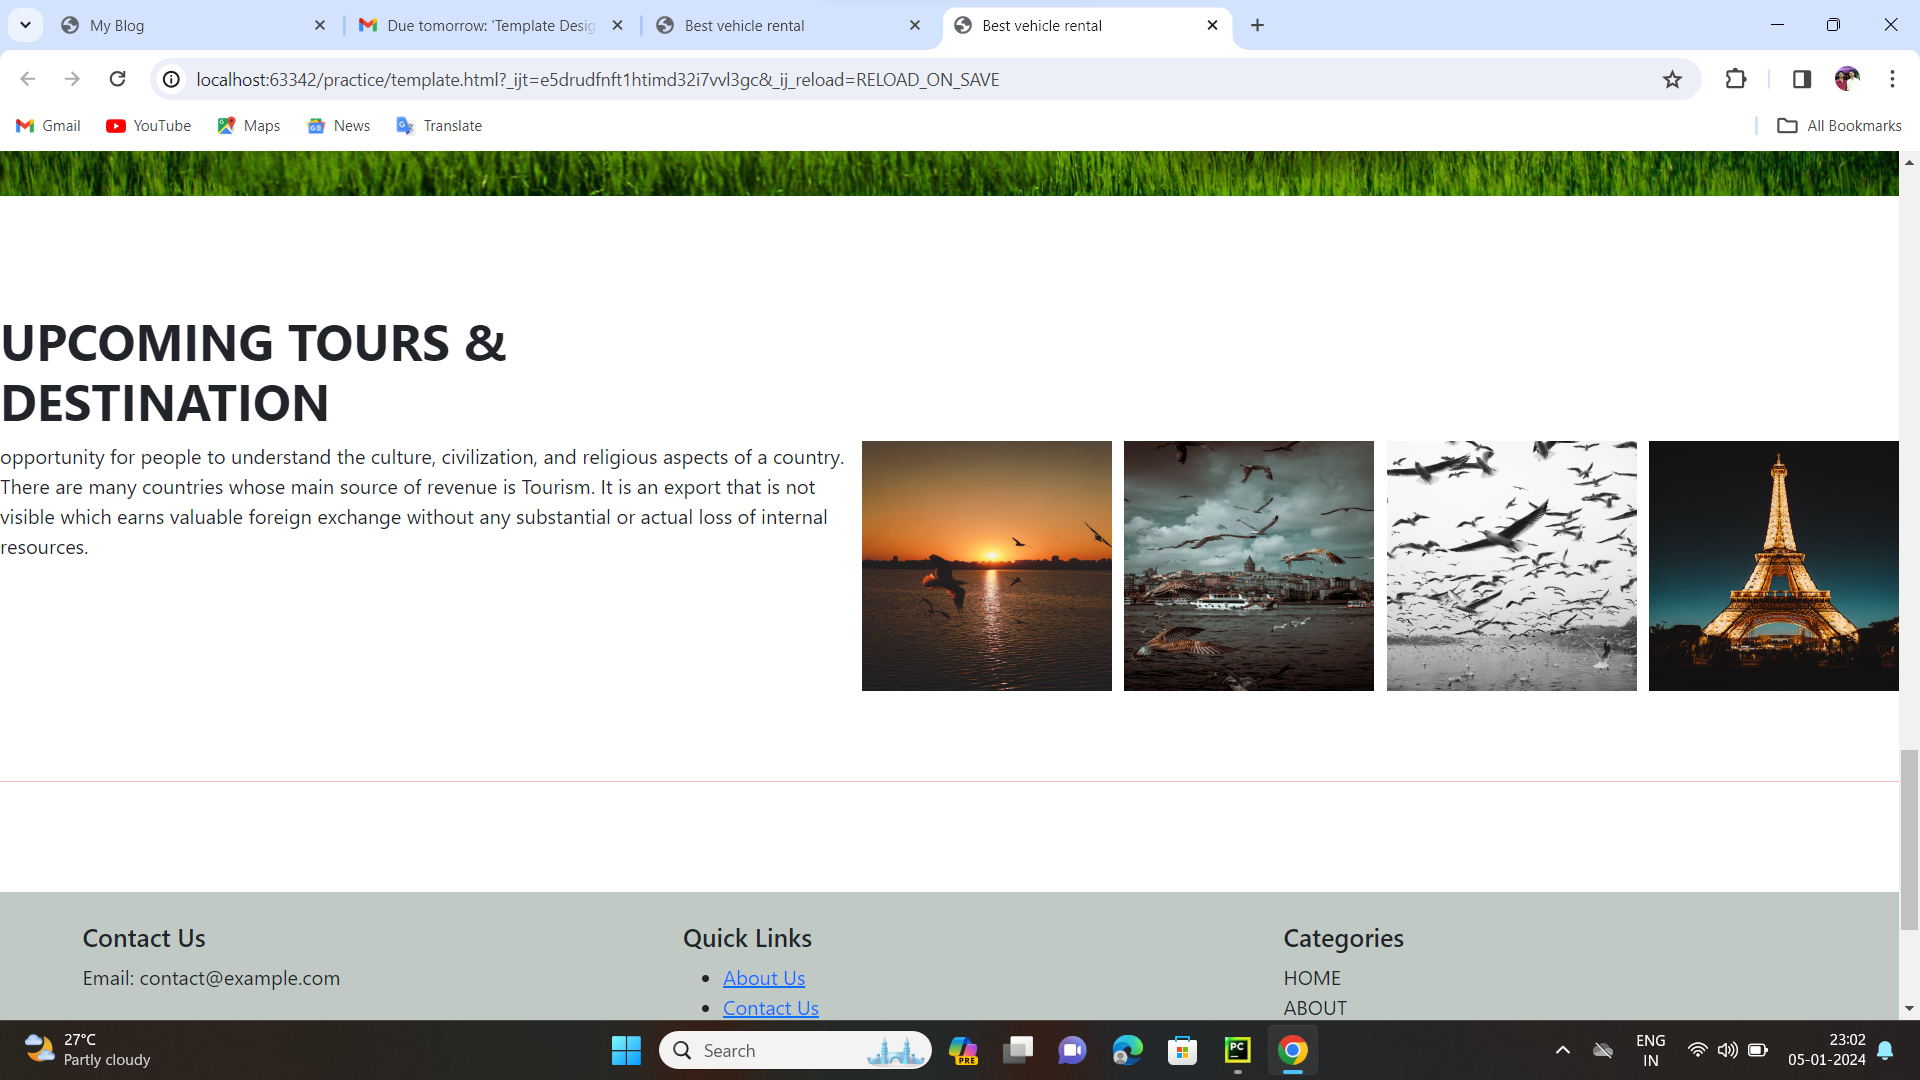 My Blog
Due tomorrow: 'Template Desig
Best vehicle rental
Best vehicle rental
localhost:63342/practice/template.html?_ijt=e5drudfnft1htimd32i7vvl3gc&_ij_reload=RELOAD_ON_SAVE
Gmail
YouTube
Maps
News
Translate
All Bookmarks
UPCOMING TOURS &
DESTINATION
opportunity for people to understand the culture, civilization, and religious aspects of a country.
There are many countries whose main source of revenue is Tourism. It is an export that is not
visible which earns valuable foreign exchange without any substantial or actual loss of internal
resources.
Contact Us
Email: contact@example.com
Quick Links
About Us
Contact Us
Categories
HOME
ABOUT
27°C
Partly cloudy
Search
PRE
PC
ENG
IN
23:02
05-01-2024